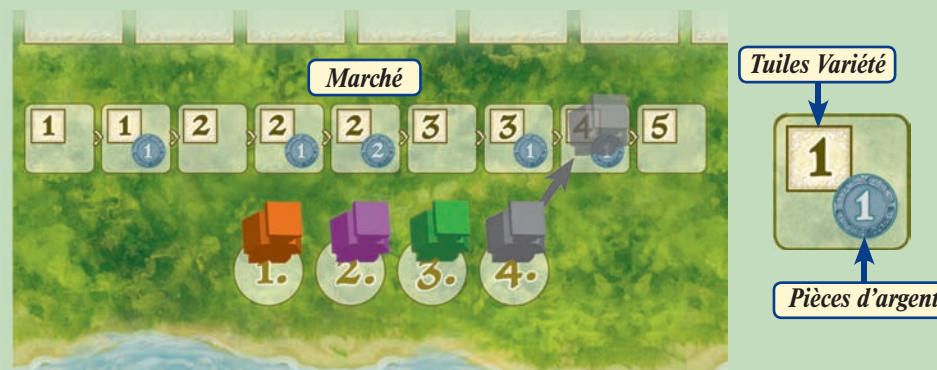 Marché
1 1 1 2 2 1 2 2 3 3 1 4 1 5
1. 2. 3. 4.
Tuiles Variété
1
1
Pièces d'argent